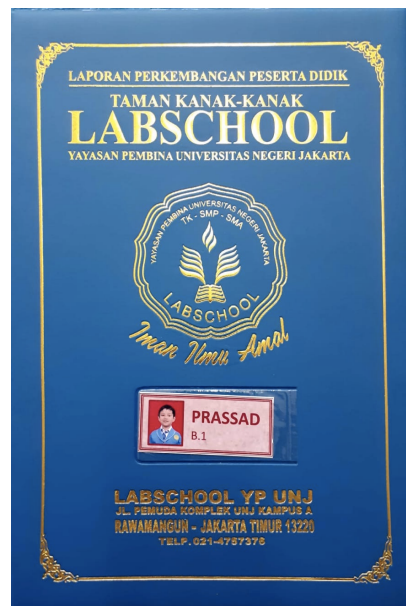 LAPORAN PERKEMBANGAN PESERTA DIDIK
TAMAN KANAK-KANAK
LABSCHOOL
YAYASAN PEMBINA UNIVERSITAS NEGERI JAKARTA
YAYASAN PEMBINA UNIVERSITAS NEGERI JAKARTA
TK - SMP - SMA
LABSCHOOL
Iman Ilmu Amal
PRASSAD
B.1
LABSCHOOL YP UNJ
JL. PEMUDA KOMPLEK UNJ KAMPUS A
RAWAMANGUN - JAKARTA TIMUR 13220
TELP. 021-4757376